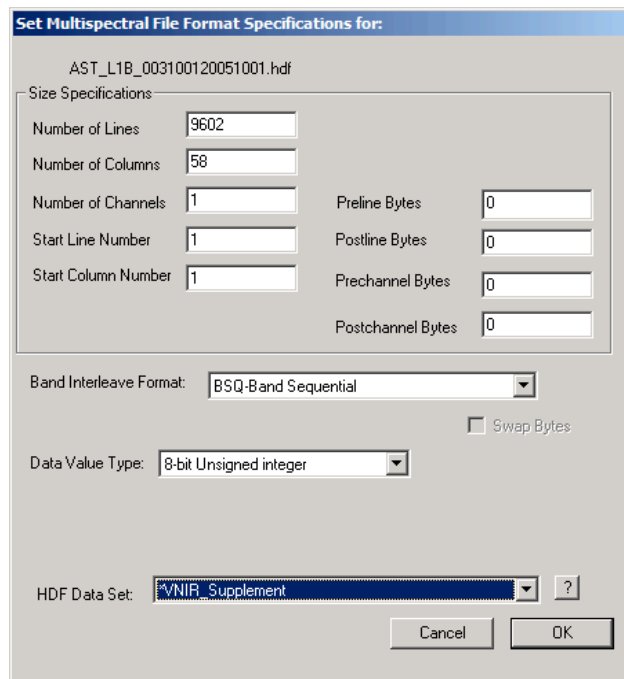 Set Multispectral File Format Specifications for:
AST_L1B_003100120051001.hdf
Size Specifications
Number of Lines 9602
Number of Columns 58
Number of Channels 1 Preline Bytes 0
Start Line Number 1 Postline Bytes 0
Start Column Number 1 Prechannel Bytes 0
Postchannel Bytes 0
Band Interleave Format: BSQ-Band Sequential
Swap Bytes
Data Value Type: 8-bit Unsigned integer
HDF Data Set: *VNIR_Supplement ?
Cancel OK